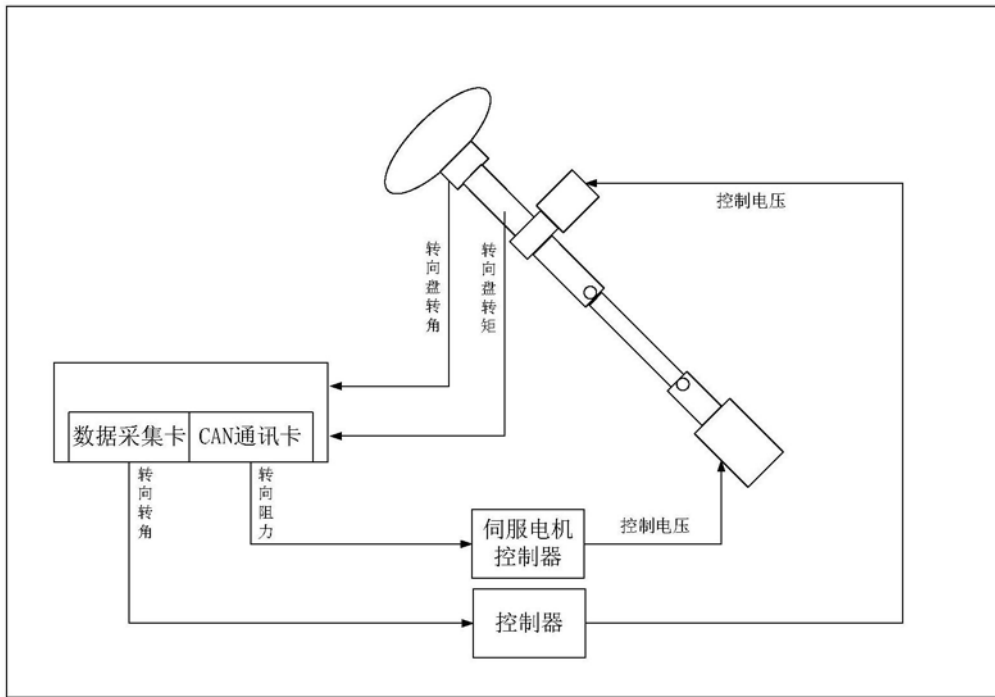 控制电压
转向盘转角
转向盘转矩
数据采集卡
CAN通讯卡
转向转角
转向阻力
伺服电机
控制器
控制电压
控制器